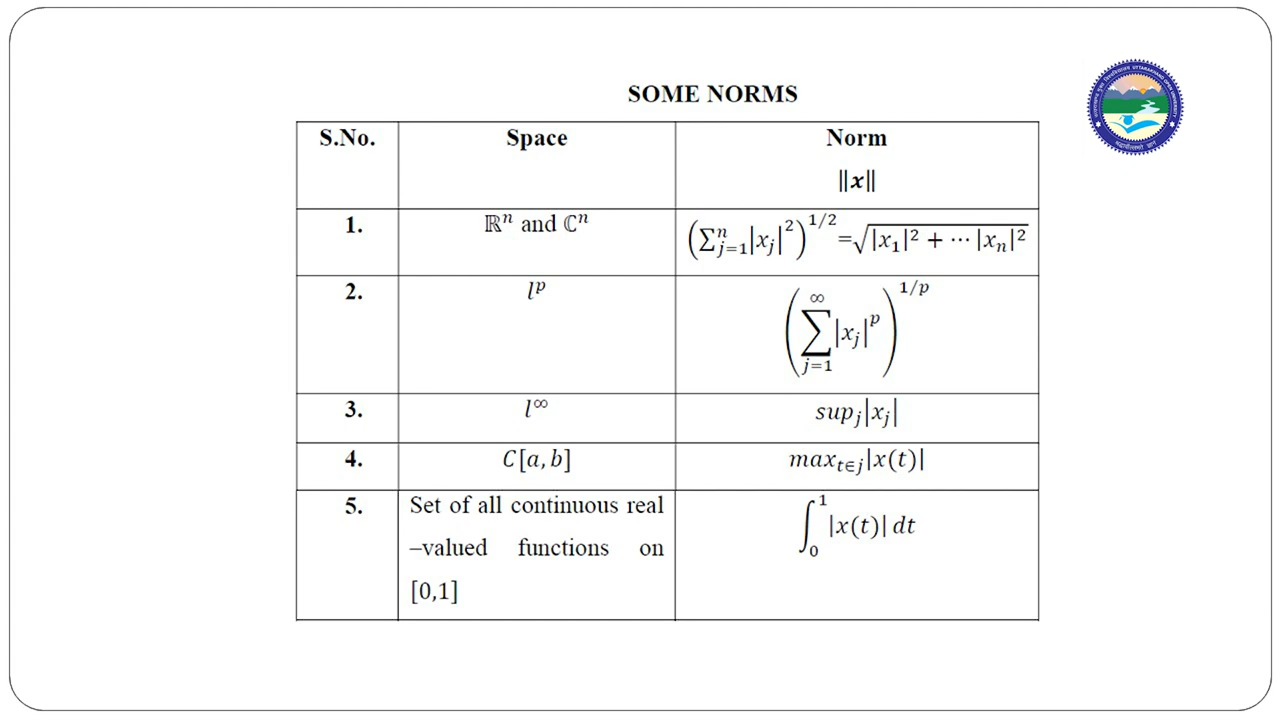 SOME NORMS
S.No. Space Norm
‖x‖
1. ℝⁿ and ℂⁿ (∑ⁿⱼ₌₁|xⱼ|²)^{1/2}=√|x₁|² + ⋯ |xₙ|²
2. lᵖ (∑^{∞}_{j=1} |xⱼ|ᵖ)^{1/p}
3. l^∞ supⱼ|xⱼ|
4. C[a, b] max_{t∈j}|x(t)|
5. Set of all continuous real ∫₀¹|x(t)| dt
–valued functions on
[0,1]